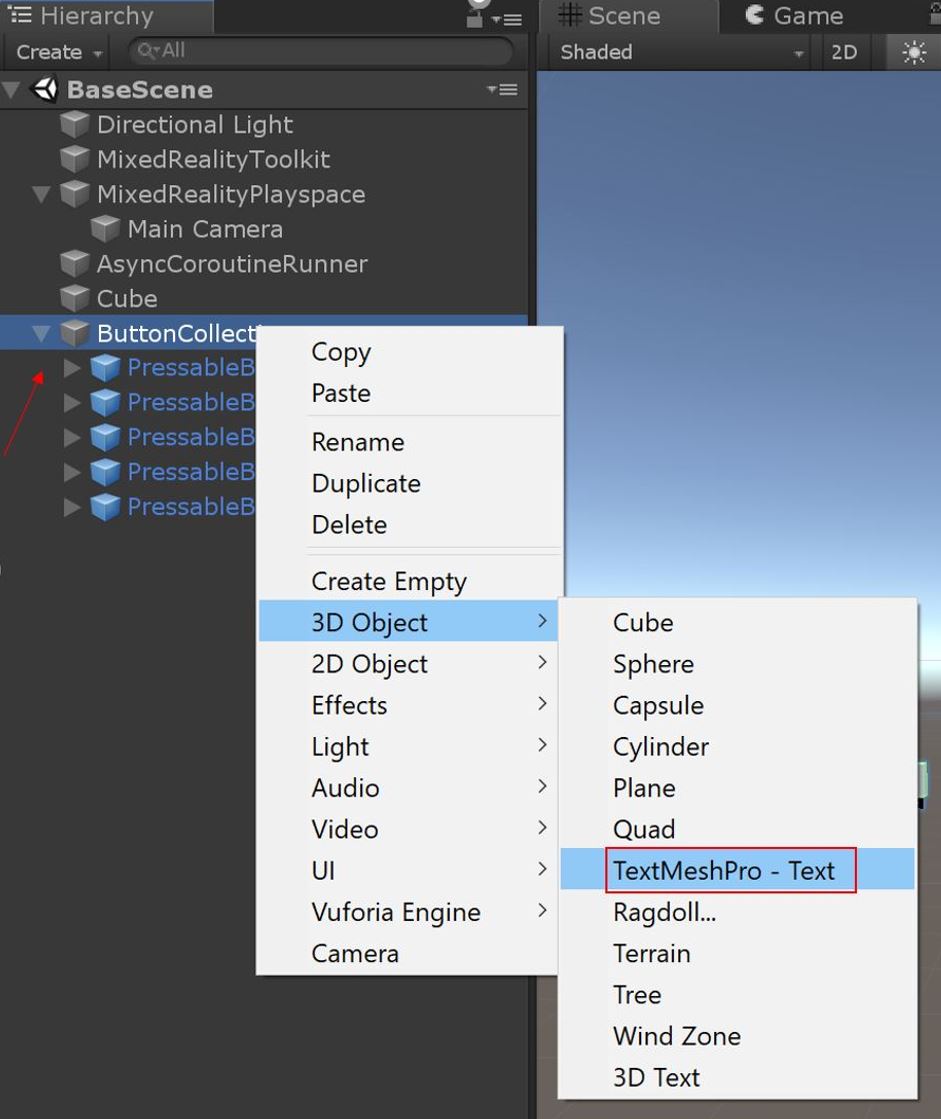 Hierarchy
Scene
Game
Create
All
Shaded
2D
BaseScene
Directional Light
MixedRealityToolkit
MixedRealityPlayspace
Main Camera
AsyncCoroutineRunner
Cube
ButtonCollect
PressableB
PressableB
PressableB
PressableB
PressableB
Copy
Paste
Rename
Duplicate
Delete
Create Empty
3D Object
2D Object
Effects
Light
Audio
Video
UI
Vuforia Engine
Camera
Cube
Sphere
Capsule
Cylinder
Plane
Quad
TextMeshPro - Text
Ragdoll...
Terrain
Tree
Wind Zone
3D Text